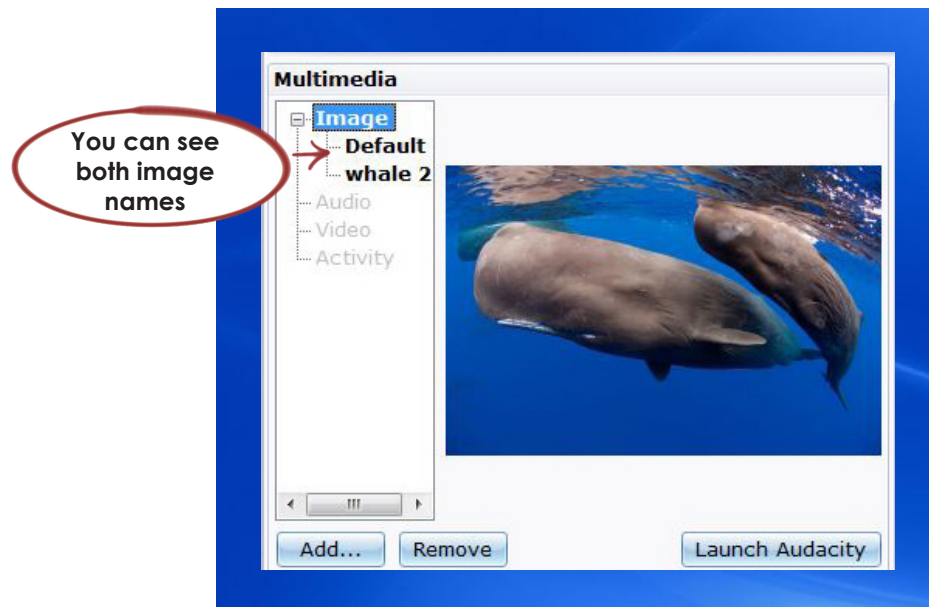 Multimedia
Image
You can see
both image
names
Default
whale 2
Audio
Video
Activity
Add...
Remove
Launch Audacity